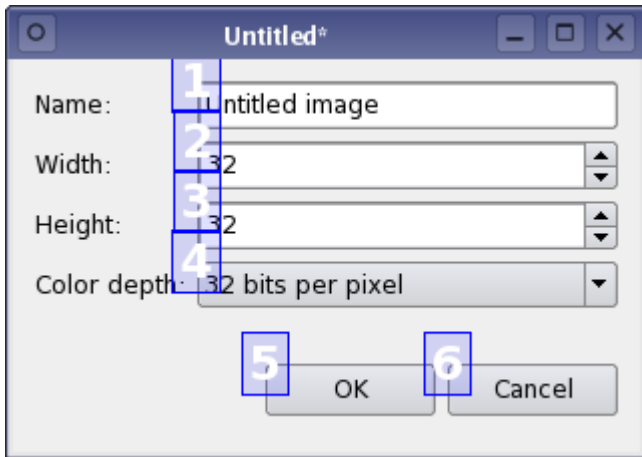 Untitled*
1
Name: Untitled image
2
Width: 32
3
Height: 32
4
Color depth: 32 bits per pixel
5 6
OK Cancel